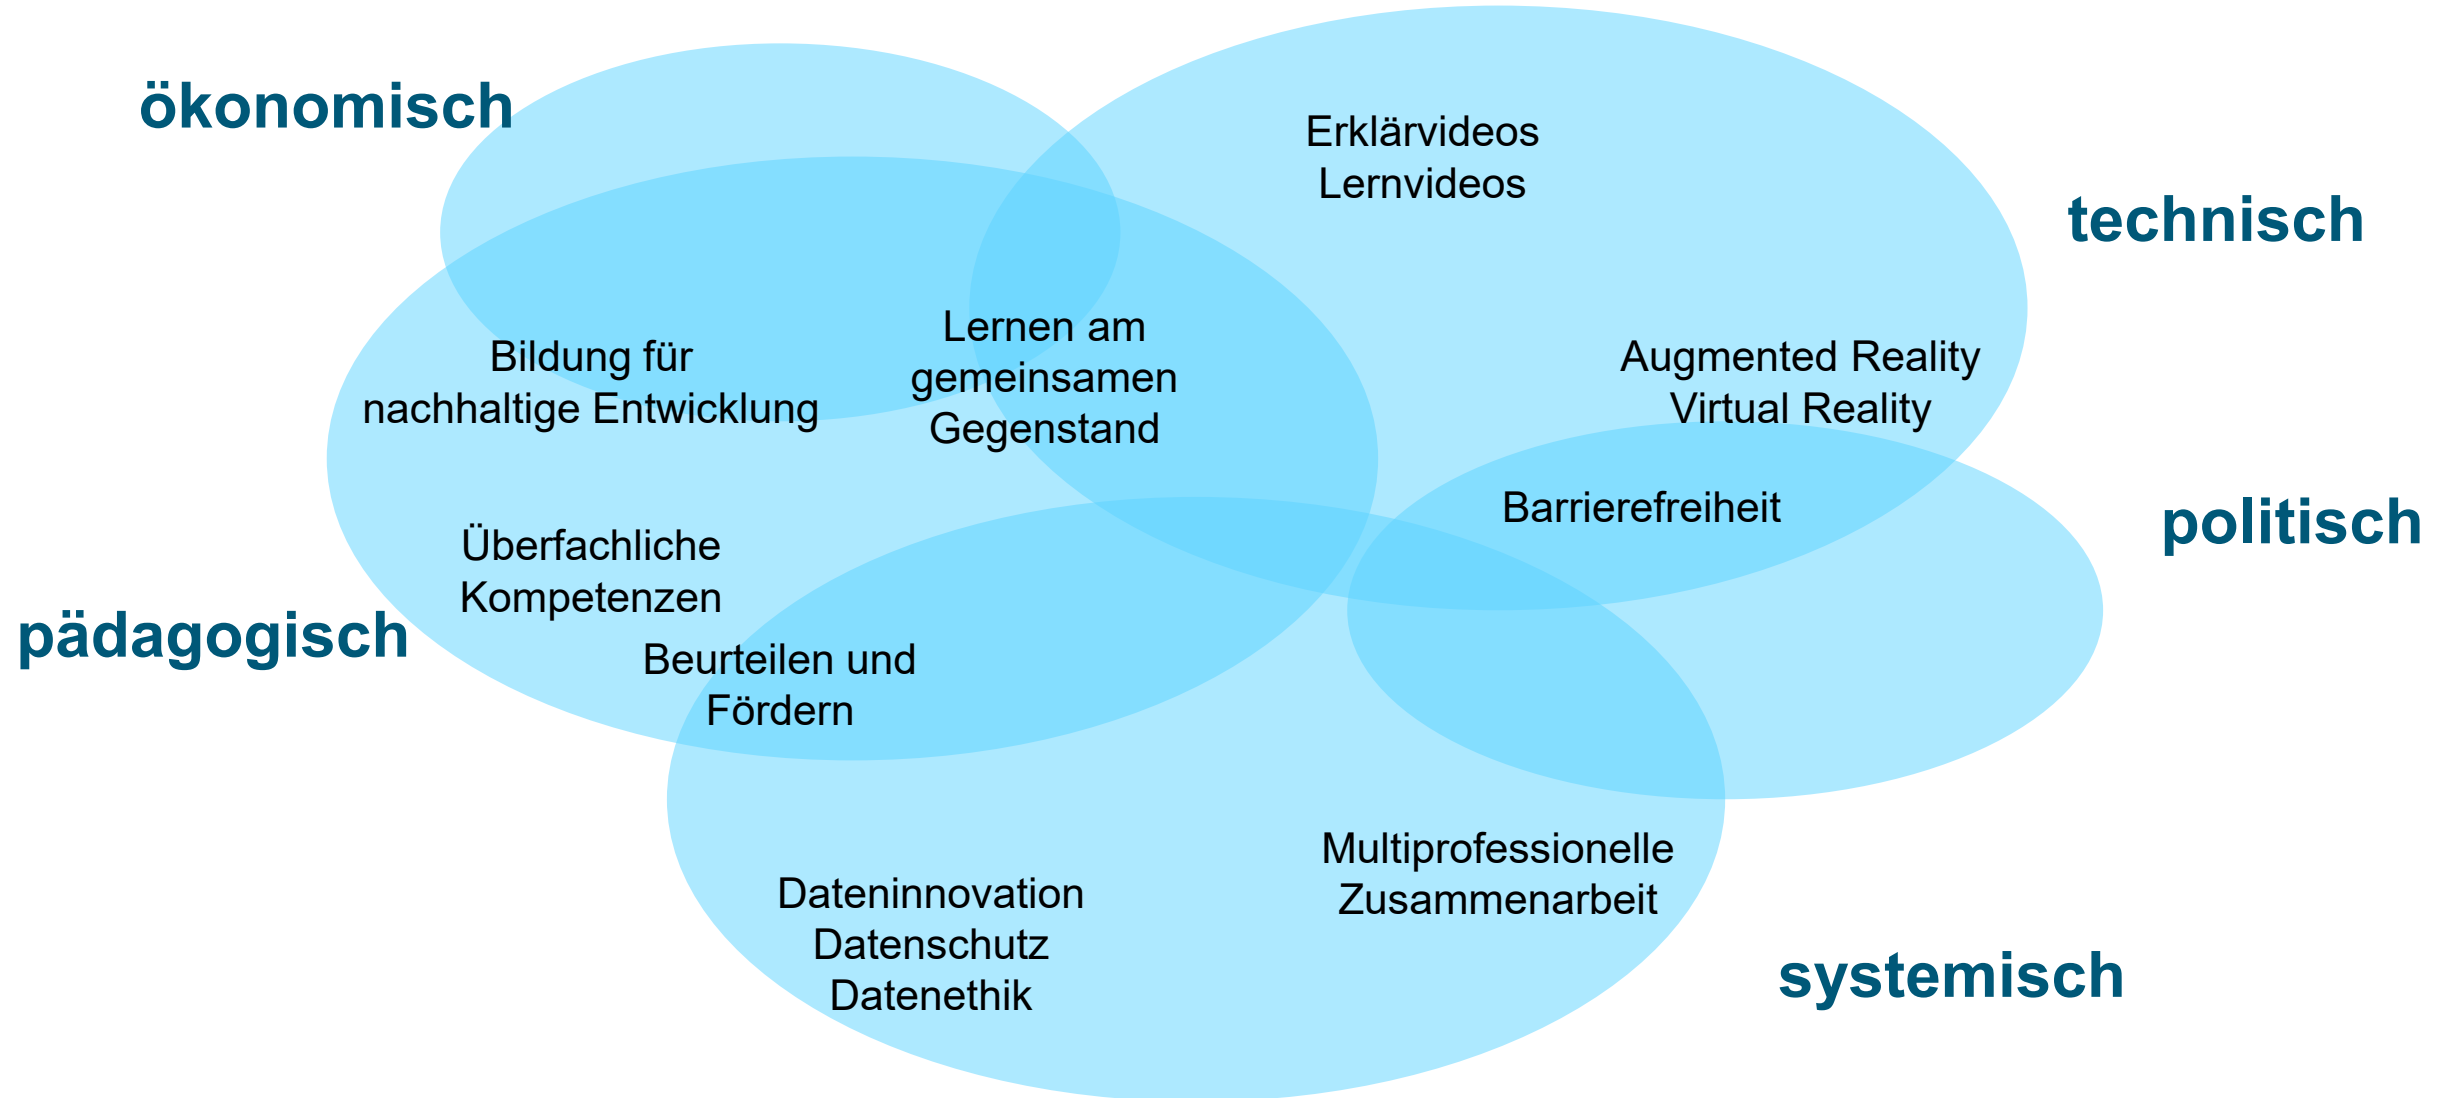 ökonomisch
Erklärvideos
Lernvideos
technisch
Lernen am
gemeinsamen
Gegenstand
Bildung für
nachhaltige Entwicklung
Augmented Reality
Virtual Reality
Barrierefreiheit
politisch
Überfachliche
Kompetenzen
pädagogisch
Beurteilen und
Fördern
Multiprofessionelle
Zusammenarbeit
Dateninnovation
Datenschutz
Datenethik
systemisch